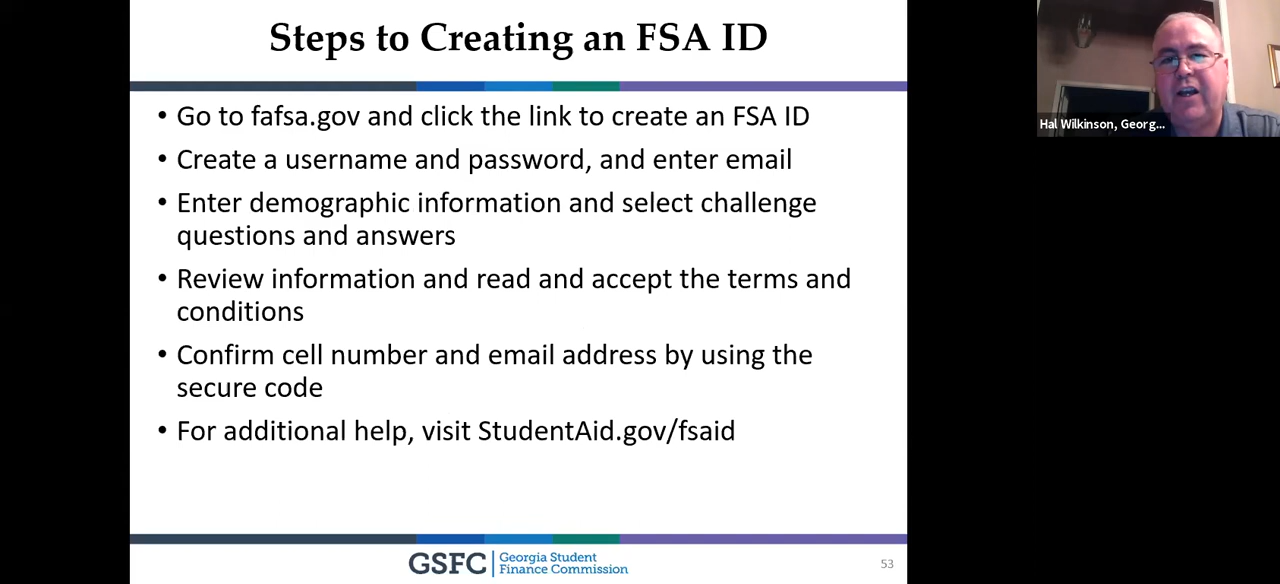 Steps to Creating an FSA ID
• Go to fafsa.gov and click the link to create an FSA ID
• Create a username and password, and enter email
• Enter demographic information and select challenge
questions and answers
• Review information and read and accept the terms and
conditions
• Confirm cell number and email address by using the
secure code
• For additional help, visit StudentAid.gov/fsaid
GSFC
Georgia Student
Finance Commission
53
Hal Wilkinson, Georg...